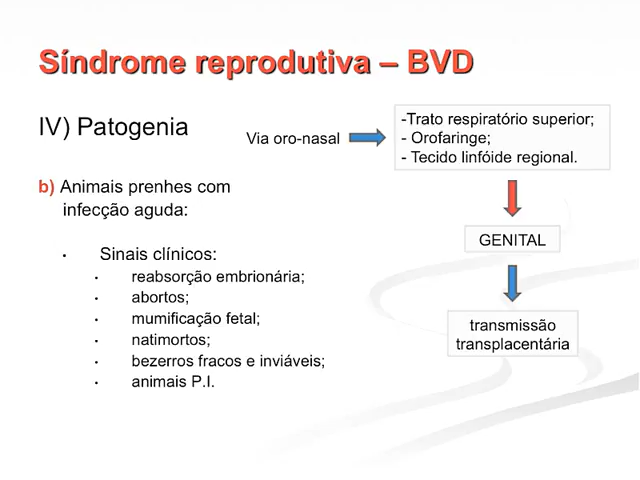 Síndrome reprodutiva – BVD
IV) Patogenia
Via oro-nasal
-Trato respiratório superior;
- Orofaringe;
- Tecido linfóide regional.
b) Animais prenhes com
infecção aguda:
GENITAL
• Sinais clínicos:
• reabsorção embrionária;
• abortos;
• mumificação fetal;
• natimortos;
• bezerros fracos e inviáveis;
• animais P.I.
transmissão
transplacentária